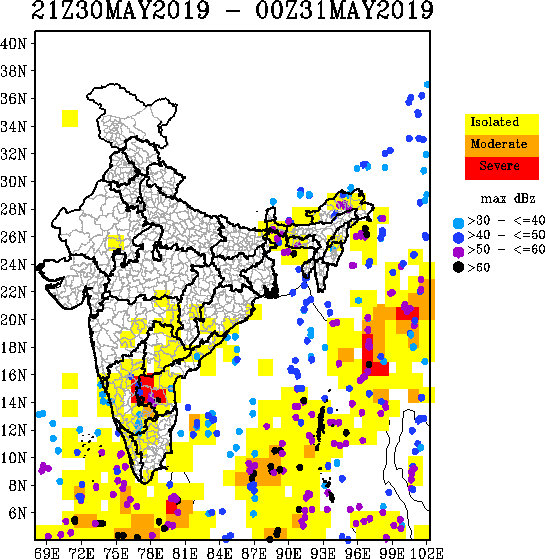 21Z30MAY2019 - 00Z31MAY2019
40N
38N
36N
34N
32N
30N
28N
26N
24N
22N
20N
18N
16N
14N
12N
10N
8N
6N
69E 72E 75E 78E 81E 84E 87E 90E 93E 96E 99E 102E
Isolated
Moderate
Severe
max dBz
>30 - <=40
>40 - <=50
>50 - <=60
>60